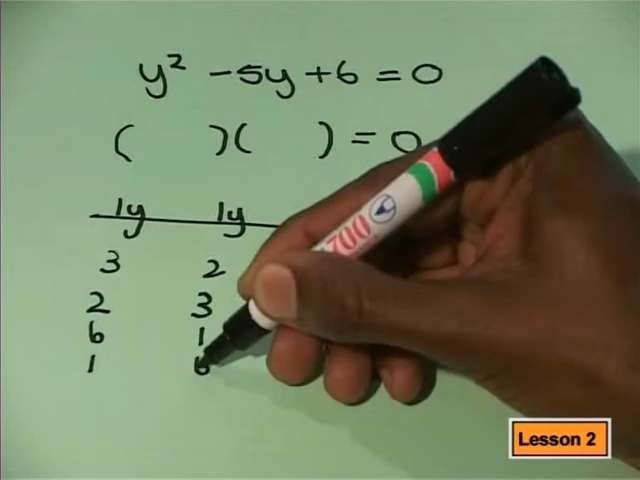 y² - 5y + 6 = 0
(    )(    ) = 0
1y 1y
3 2
2 3
6 1
1 6
700
Lesson 2